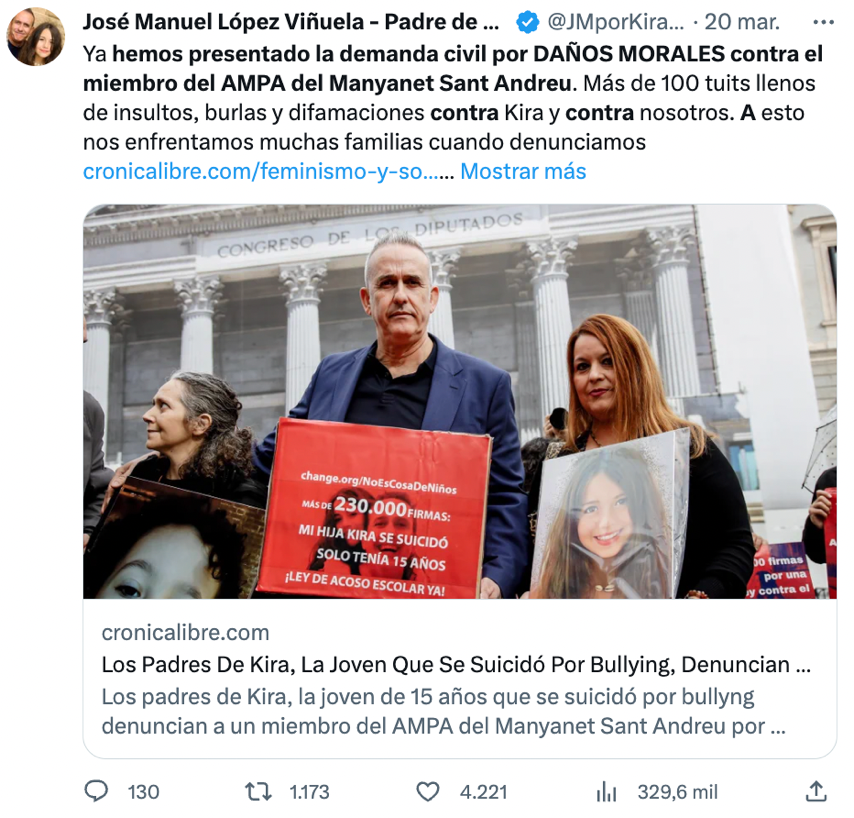 José Manuel López Viñuela - Padre de ... @JMporKira... · 20 mar. ...
Ya hemos presentado la demanda civil por DAÑOS MORALES contra el
miembro del AMPA del Manyanet Sant Andreu. Más de 100 tuits llenos
de insultos, burlas y difamaciones contra Kira y contra nosotros. A esto
nos enfrentamos muchas familias cuando denunciamos
cronicalibre.com/feminismo-y-so...... Mostrar más
CONGRESO DE LOS DIPUTADOS
change.org/NoEsCosaDeNiños
MÁS DE 230.000 FIRMAS:
MI HIJA KIRA SE SUICIDÓ
SOLO TENÍA 15 AÑOS
¡LEY DE ACOSO ESCOLAR YA!
00 firmas
por una
y contra el
cronicalibre.com
Los Padres De Kira, La Joven Que Se Suicidó Por Bullying, Denuncian ...
Los padres de Kira, la joven de 15 años que se suicidó por bullyng
denuncian a un miembro del AMPA del Manyanet Sant Andreu por ...
130 1.173 4.221 329,6 mil